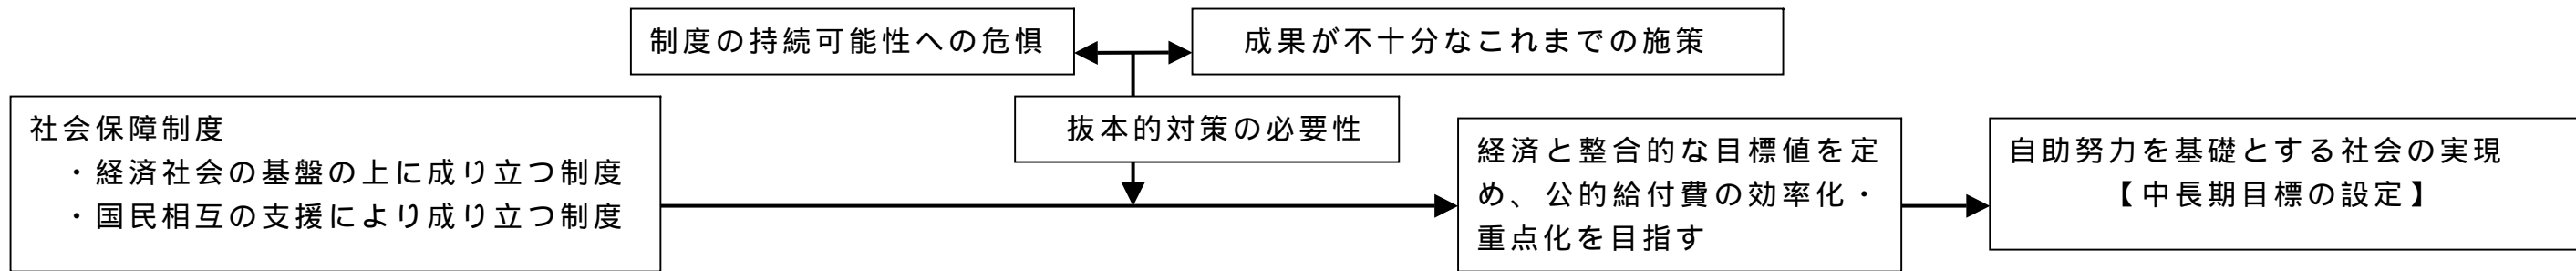 制度の持続可能性への危惧
成果が不十分なこれまでの施策
社会保障制度
・経済社会の基盤の上に成り立つ制度
・国民相互の支援により成り立つ制度
抜本的対策の必要性
経済と整合的な目標値を定
め、公的給付費の効率化・
重点化を目指す
自助努力を基礎とする社会の実現
【中長期目標の設定】